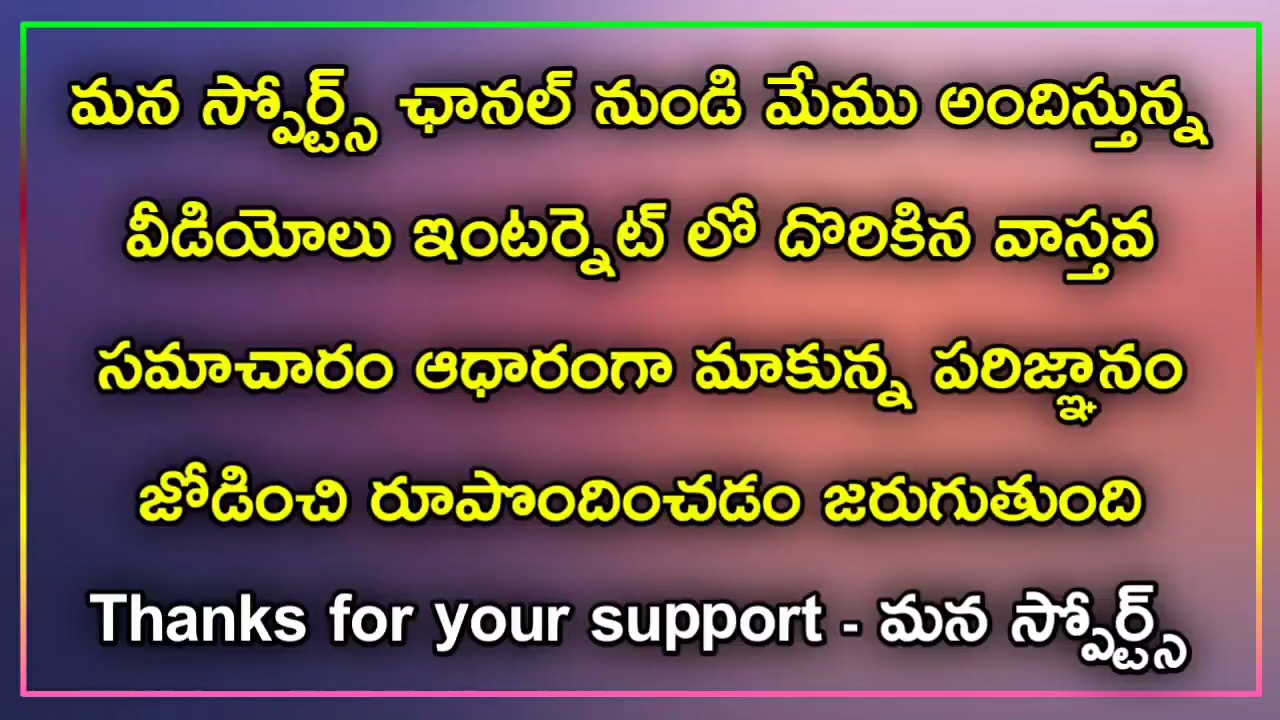 మన స్పోర్ట్స్ ఛానల్ నుండి మేము అందిస్తున్న
వీడియోలు ఇంటర్నెట్ లో దొరికిన వాస్తవ
సమాచారం ఆధారంగా మాకున్న పరిజ్ఞానం
జోడించి రూపొందించడం జరుగుతుంది
Thanks for your support - మన స్పోర్ట్స్